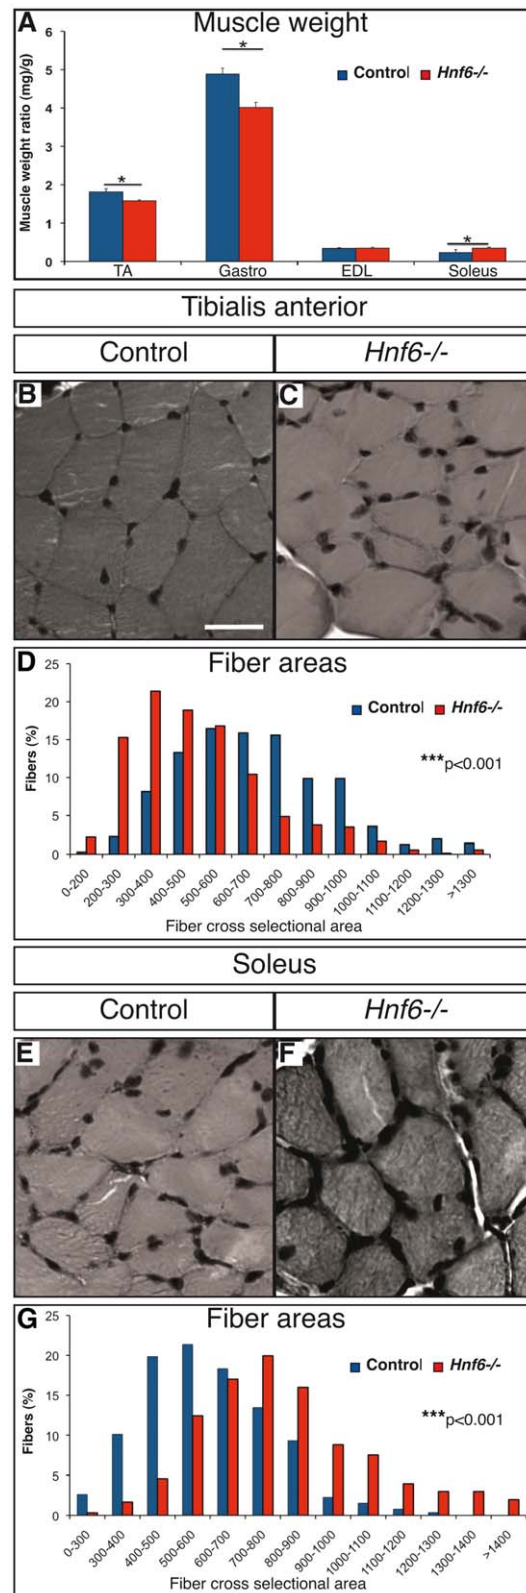 A Muscle weight
Muscle weight ratio (mg)/g)
6
5
4
3
2
1
0
Control Hnf6-/-
*
*
*
TA Gastro EDL Soleus
Tibialis anterior
Control Hnf6-/-
B C
D Fiber areas
Fibers (%)
25
20
15
10
5
0
Control Hnf6-/-
***p<0.001
0-200 200-300 300-400 400-500 500-600 600-700 700-800 800-900 900-1000 1000-1100 1100-1200 1200-1300 >1300
Fiber cross selectional area
Soleus
Control Hnf6-/-
E F
G Fiber areas
Fibers (%)
25
20
15
10
5
0
Control Hnf6-/-
***p<0.001
0-300 300-400 400-500 500-600 600-700 700-800 800-900 900-1000 1000-1100 1100-1200 1200-1300 1300-1400 >1400
Fiber cross selectional area